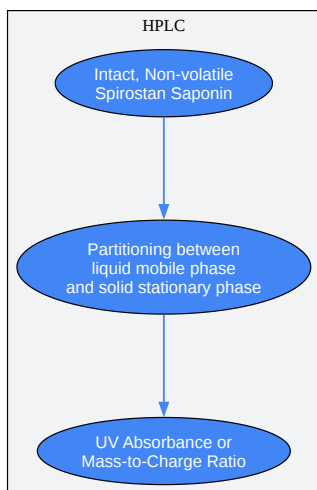 HPLC
Intact, Non-volatile
Spirostan Saponin
Partitioning between
liquid mobile phase
and solid stationary phase
UV Absorbance or
Mass-to-Charge Ratio